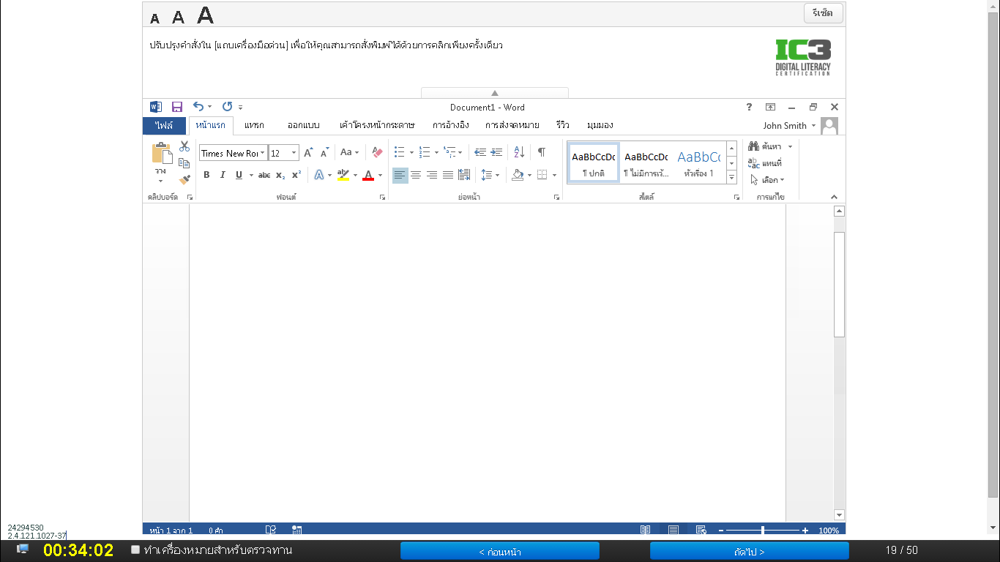 A A A
รีเซ็ต
ปรับปรุงคำสั่งใน [แถบเครื่องมือด่วน] เพื่อให้คุณสามารถสั่งพิมพ์ได้ด้วยการคลิกเพียงครั้งเดียว
IC3
DIGITAL LITERACY
CERTIFICATION
Document1 - Word
?
ไฟล์ หน้าแรก แทรก ออกแบบ เค้าโครงหน้ากระดาษ การอ้างอิง การส่งจดหมาย รีวิว มุมมอง
John Smith
Times New Roı 12 A A Aa
ค้นหา
AaBbCcDc AaBbCcDc AaBbCc
วาง
แทนที่
B I U abc x₂ x² A ab A
¶ ปกติ ¶ ไม่มีการเว้... หัวเรื่อง 1
เลือก
คลิปบอร์ด ฟอนต์ ย่อหน้า สไตล์ การแก้ไข
หน้า 1 จาก 1 0 คำ
100%
24294530
2.4.121.1027-37
00:34:02 ทำเครื่องหมายสำหรับตรวจทาน < ก่อนหน้า ถัดไป > 19 / 50